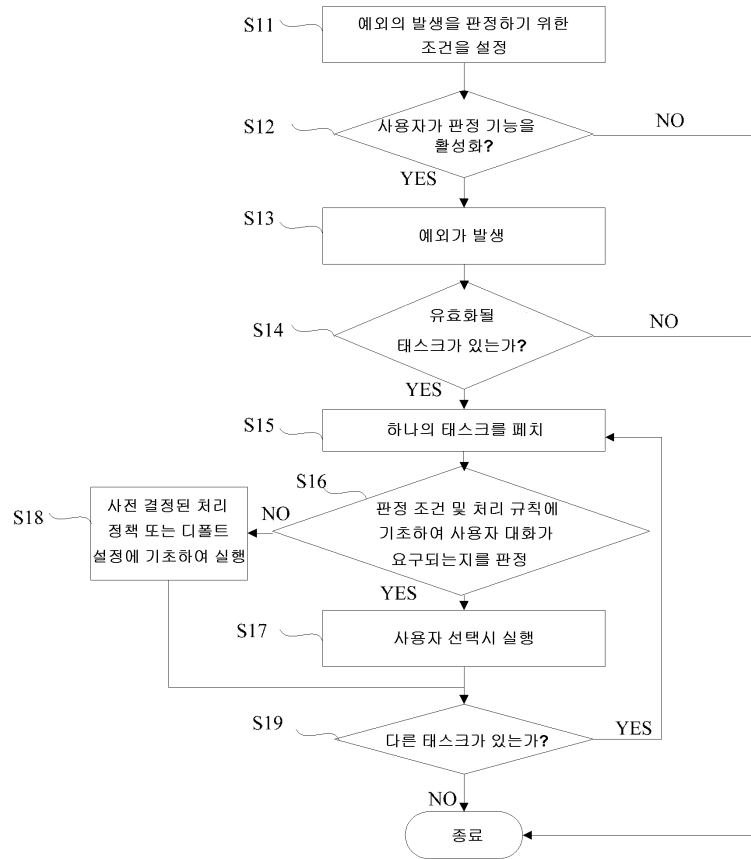 S11
예외의 발생을 판정하기 위한
조건을 설정
S12
사용자가 판정 기능을
활성화?
NO
YES
S13
예외가 발생
S14
유효화될
태스크가 있는가?
NO
YES
S15
하나의 태스크를 페치
S16
판정 조건 및 처리 규칙에
기초하여 사용자 대화가
요구되는지를 판정
NO
S18
사전 결정된 처리
정책 또는 디폴트
설정에 기초하여 실행
YES
S17
사용자 선택시 실행
S19
다른 태스크가 있는가?
YES
NO
종료